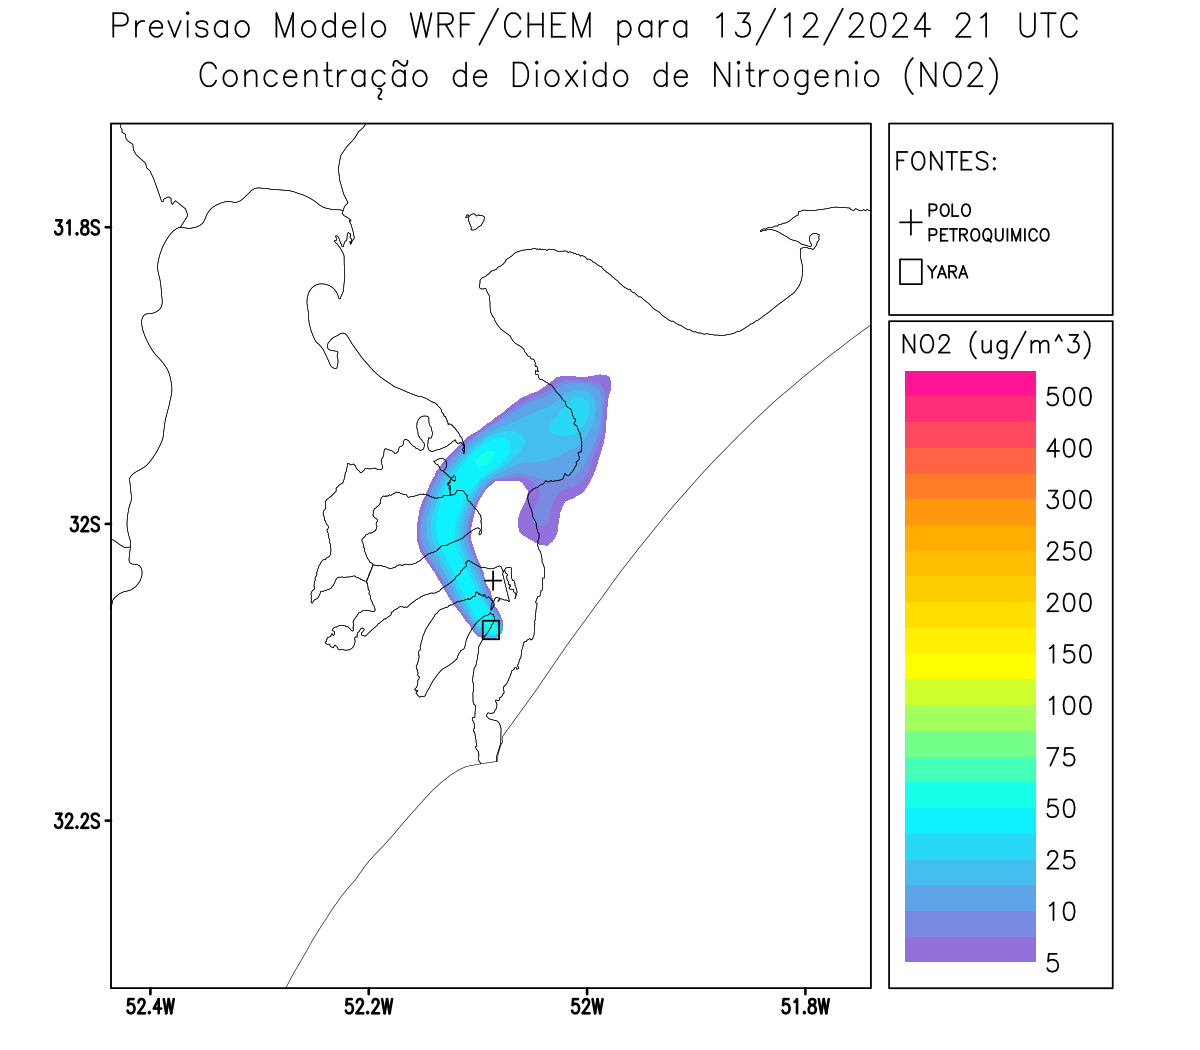 Previsao Modelo WRF/CHEM para 13/12/2024 21 UTC
Concentração de Dioxido de Nitrogenio (NO2)
FONTES:
POLO
PETROQUIMICO
YARA
NO2 (ug/m^3)
500
400
300
250
200
150
100
75
50
25
10
5
31.8S
32S
32.2S
52.4W
52.2W
52W
51.8W